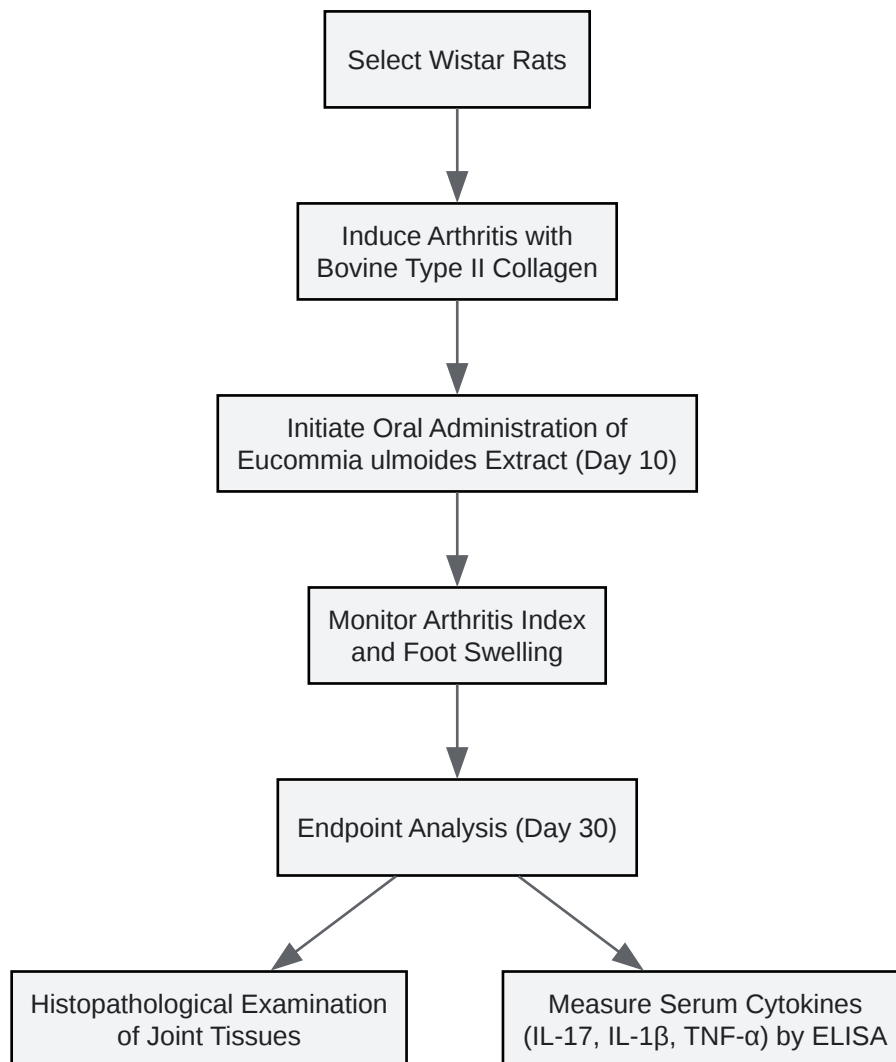 Select Wistar Rats
Induce Arthritis with
Bovine Type II Collagen
Initiate Oral Administration of
Eucommia ulmoides Extract (Day 10)
Monitor Arthritis Index
and Foot Swelling
Endpoint Analysis (Day 30)
Histopathological Examination
of Joint Tissues
Measure Serum Cytokines
(IL-17, IL-1β, TNF-α) by ELISA